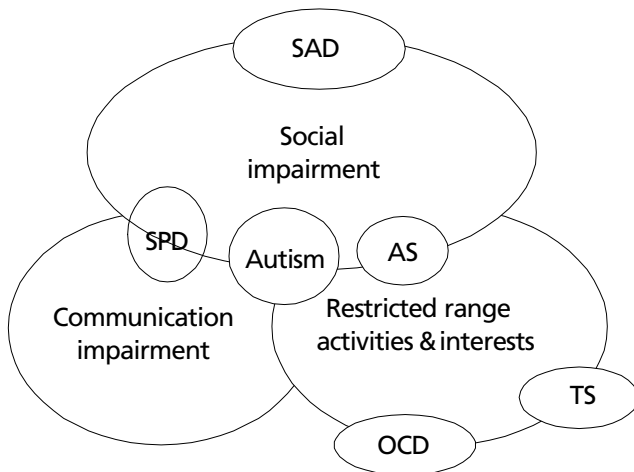 SAD
Social
impairment
SPD
Autism
AS
Communication
impairment
Restricted range
activities & interests
TS
OCD